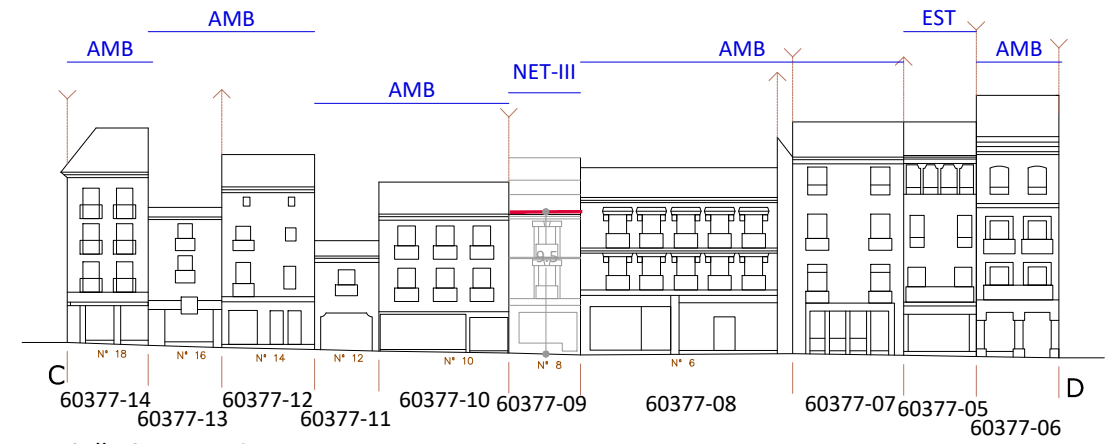 AMB
EST
AMB
AMB
AMB
NET-III
AMB
9.5
N° 18
N° 16
N° 14
N° 12
N° 10
N° 8
N° 6
C
D
60377-14
60377-13
60377-12
60377-11
60377-10
60377-09
60377-08
60377-07
60377-05
60377-06